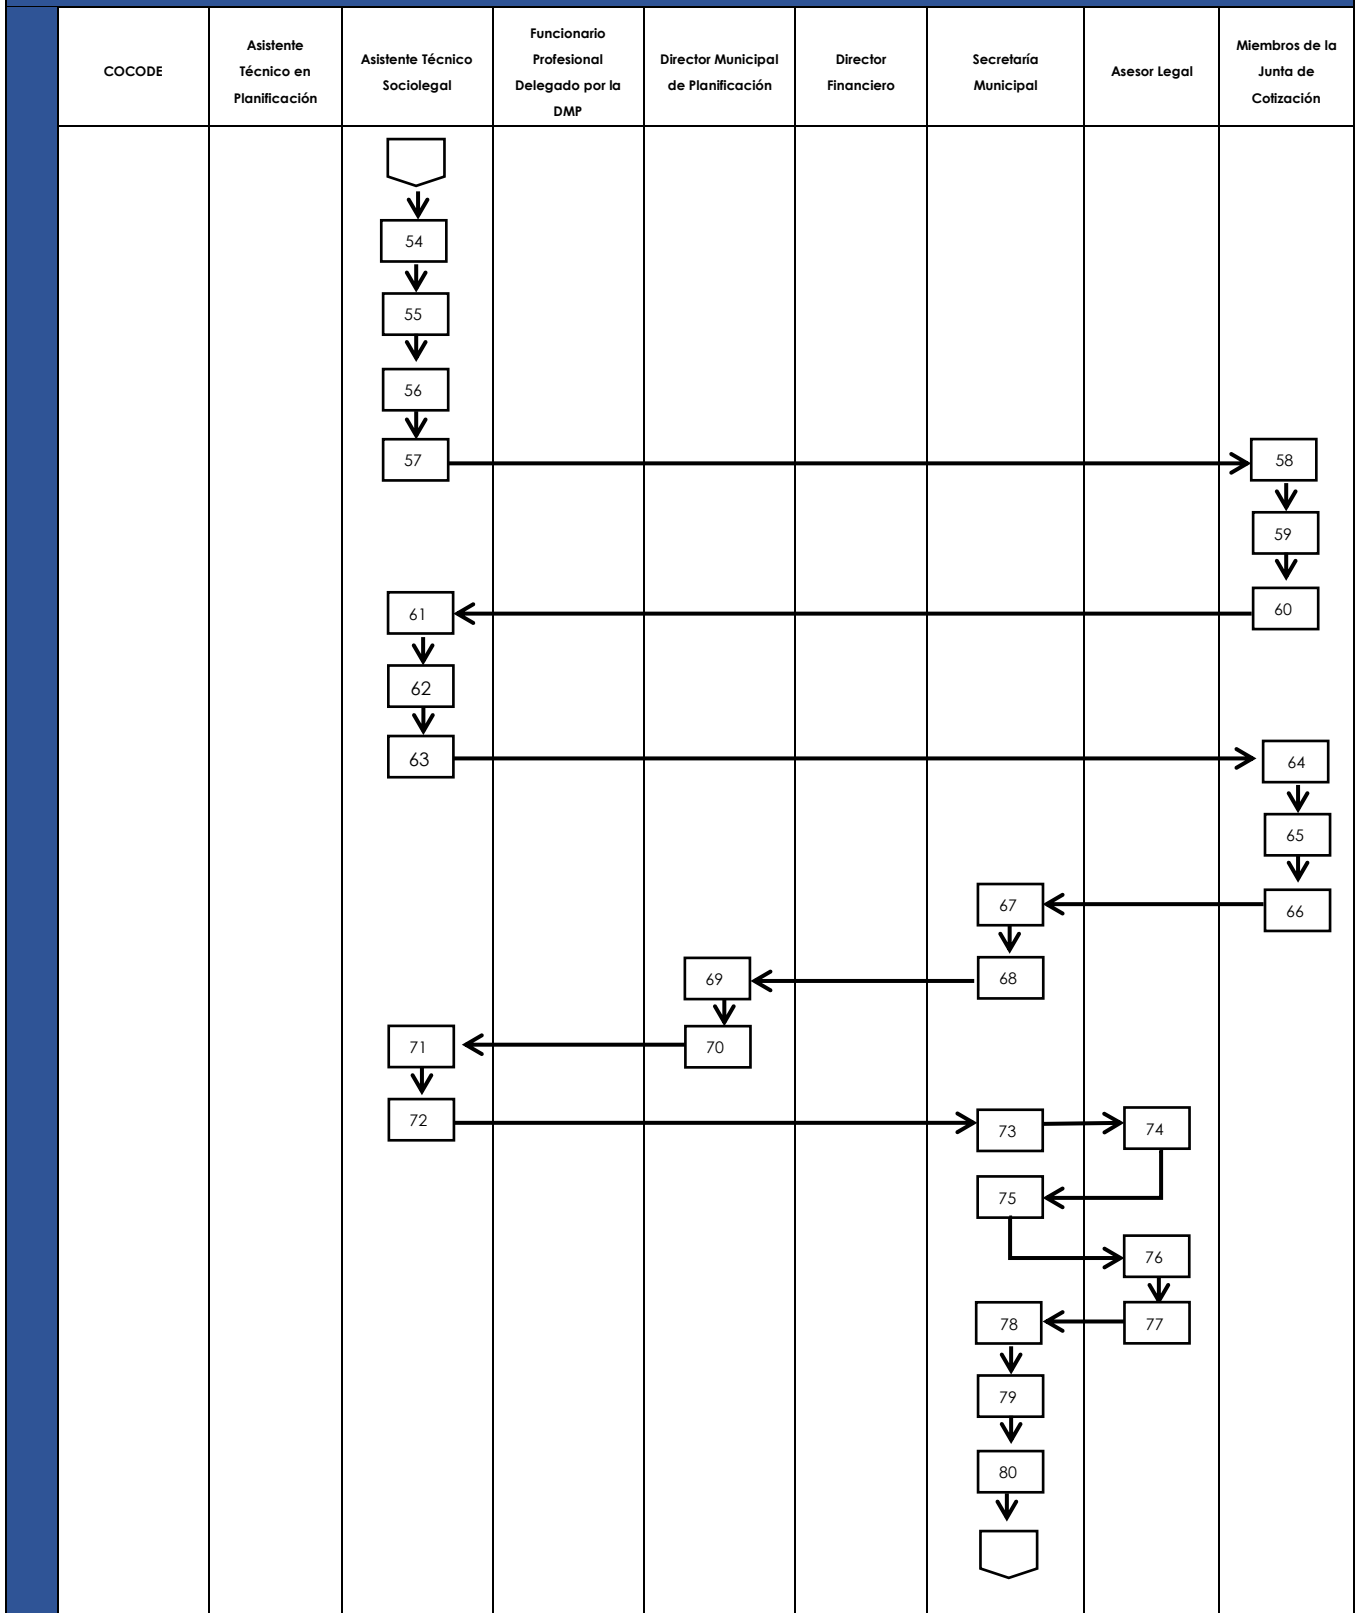 COCODE
Asistente
Técnico en
Planificación
Asistente Técnico
Sociolegal
Funcionario
Profesional
Delegado por la
DMP
Director Municipal
de Planificación
Director
Financiero
Secretaría
Municipal
Asesor Legal
Miembros de la
Junta de
Cotización
54
55
56
57
58
59
60
61
62
63
64
65
66
67
68
69
70
71
72
73
74
75
76
77
78
79
80